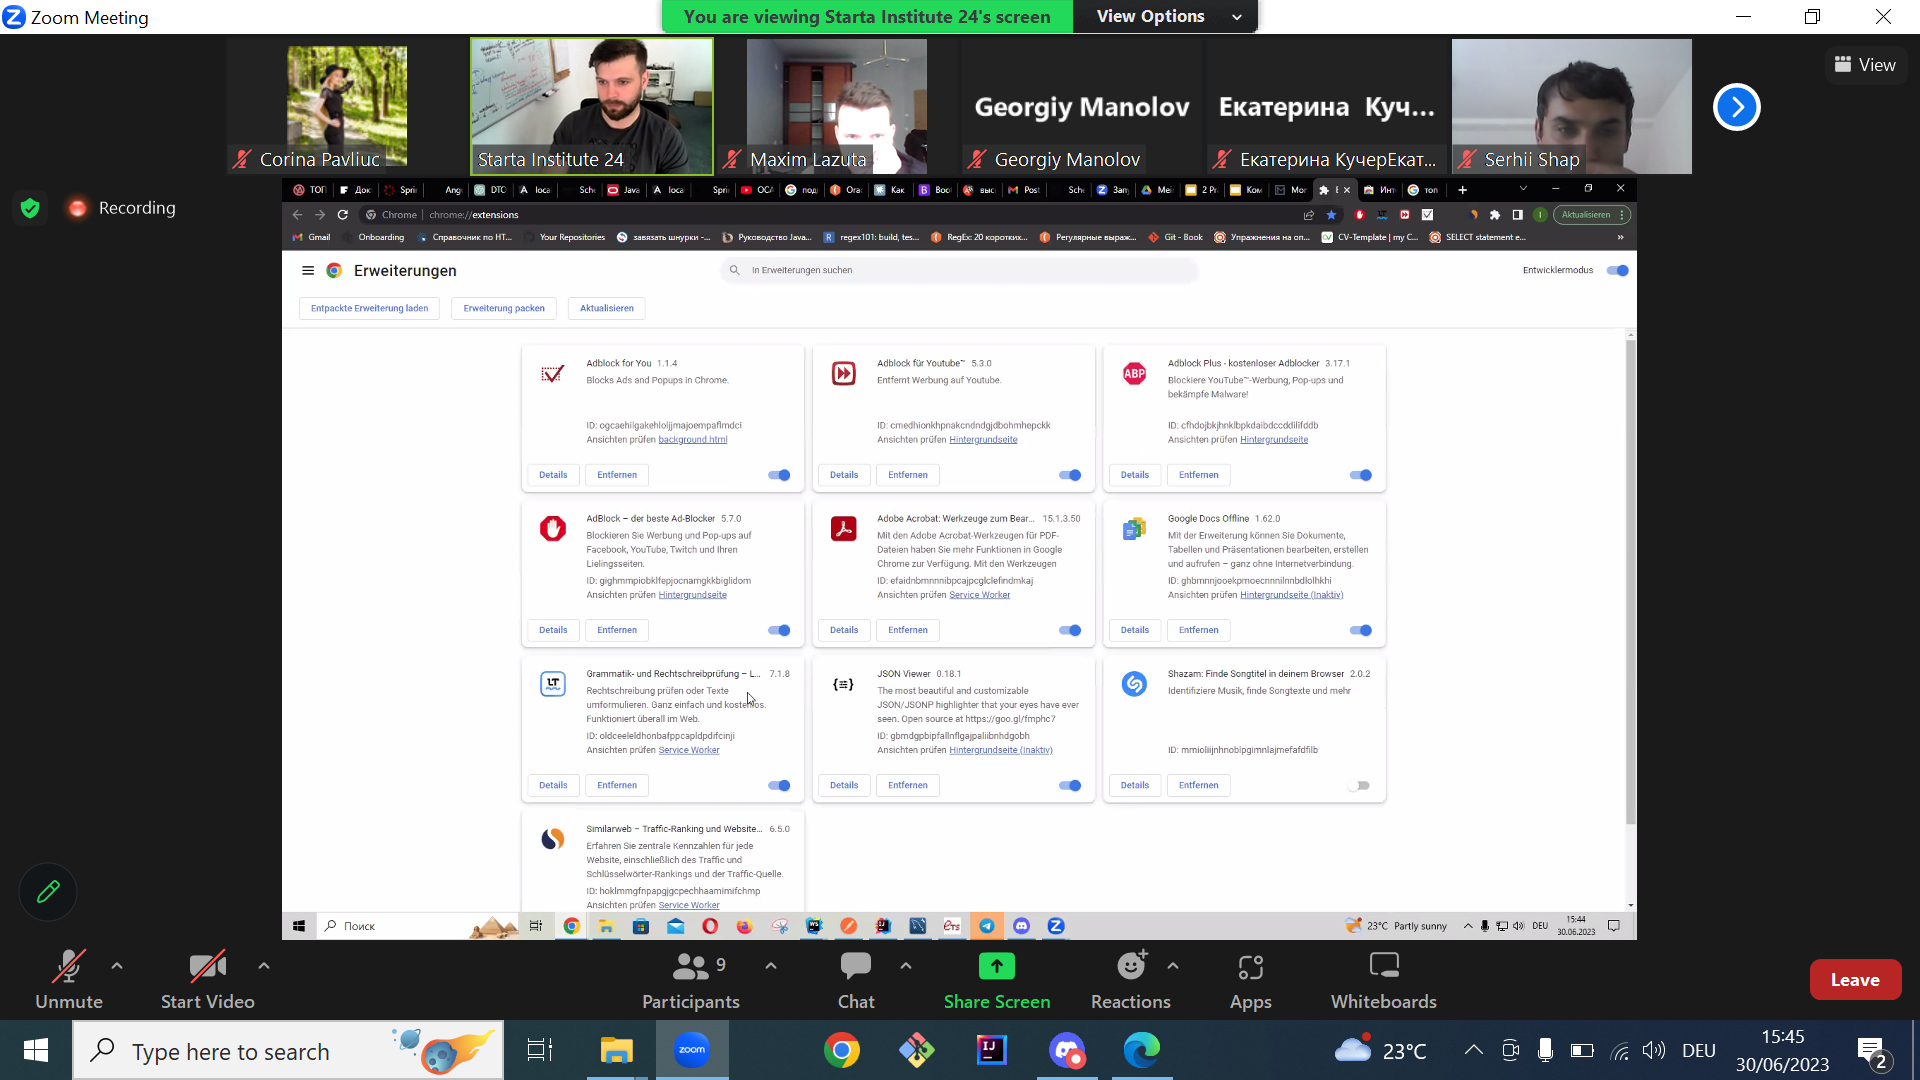 Zoom Meeting
You are viewing Starta Institute 24's screen
View Options
Corina Pavliuc
Starta Institute 24
Maxim Lazuta
Georgiy Manolov
Georgiy Manolov
Екатерина Куч...
Екатерина КучерЕкат...
Serhii Shap
View
Recording
Chrome | chrome://extensions
Aktualisieren
Gmail
Onboarding
Справочник по HT...
Your Repositories
завязать шнурки -...
Руководство Java...
regex101: build, tes...
RegEx: 20 коротких...
Регулярные выраж...
Git - Book
Упражнения на оп...
CV-Template | my C...
SELECT statement e...
Erweiterungen
In Erweiterungen suchen
Entwicklermodus
Entpackte Erweiterung laden
Erweiterung packen
Aktualisieren
Adblock for You 1.1.4
Blocks Ads and Popups in Chrome.
ID: ogcaehilgakehloljjmajoempaflmdci
Ansichten prüfen background.html
Details
Entfernen
Adblock für Youtube™ 5.3.0
Entfernt Werbung auf Youtube.
ID: cmedhionkhpnakcndndgjdbohmhepckk
Ansichten prüfen Hintergrundseite
Details
Entfernen
ABP
Adblock Plus - kostenloser Adblocker 3.17.1
Blockiere YouTube™-Werbung, Pop-ups und
bekämpfe Malware!
ID: cfhdojbkjhnklbpkdaibdccddilifddb
Ansichten prüfen Hintergrundseite
Details
Entfernen
AdBlock – der beste Ad-Blocker 5.7.0
Blockieren Sie Werbung und Pop-ups auf
Facebook, YouTube, Twitch und Ihren
Lielingsseiten.
ID: gighmmpiobklfepjocnamgkkbiglidom
Ansichten prüfen Hintergrundseite
Details
Entfernen
Adobe Acrobat: Werkzeuge zum Bear... 15.1.3.50
Mit den Adobe Acrobat-Werkzeugen für PDF-
Dateien haben Sie mehr Funktionen in Google
Chrome zur Verfügung. Mit den Werkzeugen
ID: efaidnbmnnnibpcajpcglclefindmkaj
Ansichten prüfen Service Worker
Details
Entfernen
Google Docs Offline 1.62.0
Mit der Erweiterung können Sie Dokumente,
Tabellen und Präsentationen bearbeiten, erstellen
und aufrufen – ganz ohne Internetverbindung.
ID: ghbmnnjooekpmoecnnnilnnbdlolhkhi
Ansichten prüfen Hintergrundseite (Inaktiv)
Details
Entfernen
LT
Grammatik- und Rechtschreibprüfung – L... 7.1.8
Rechtschreibung prüfen oder Texte
umformulieren. Ganz einfach und kostenlos.
Funktioniert überall im Web.
ID: oldceeleldhonbafppcapldpdifcinji
Ansichten prüfen Service Worker
Details
Entfernen
JSON Viewer 0.18.1
The most beautiful and customizable
JSON/JSONP highlighter that your eyes have ever
seen. Open source at https://goo.gl/fmphc7
ID: gbmdgpbipfallnflgajpaliibnhdgobh
Ansichten prüfen Hintergrundseite (Inaktiv)
Details
Entfernen
Shazam: Finde Songtitel in deinem Browser 2.0.2
Identifiziere Musik, finde Songtexte und mehr
ID: mmioliijnhnoblpgimnlajmefafdfilb
Details
Entfernen
Similarweb – Traffic-Ranking und Website... 6.5.0
Erfahren Sie zentrale Kennzahlen für jede
Website, einschließlich des Traffic und
Schlüsselwörter-Rankings und der Traffic-Quelle.
ID: hoklmmgfnpapgjgcpechhaamimifchmp
Ansichten prüfen Service Worker
Поиск
23°C Partly sunny
DEU
15:44
30.06.2023
Unmute
Start Video
9
Participants
Chat
Share Screen
Reactions
Apps
Whiteboards
Leave
Type here to search
zoom
23°C
DEU
15:45
30/06/2023
2